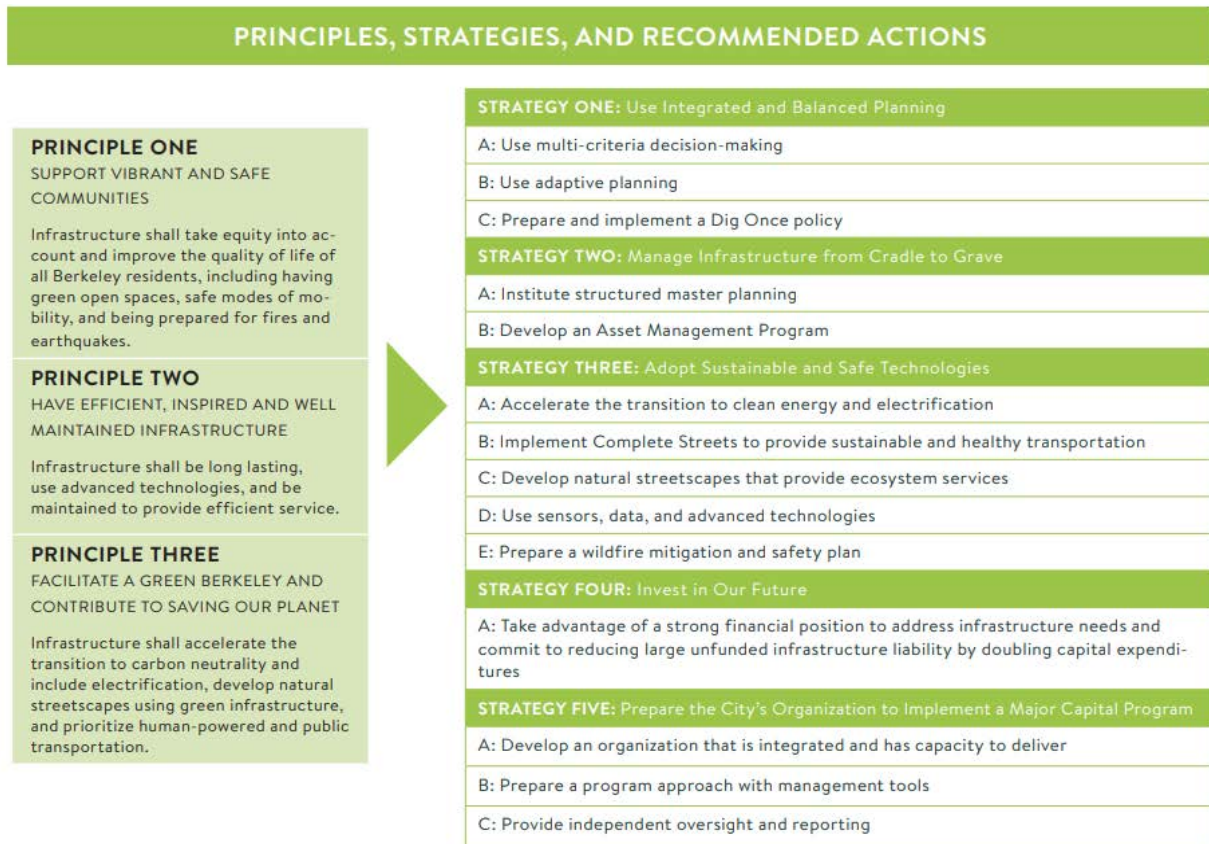 PRINCIPLES, STRATEGIES, AND RECOMMENDED ACTIONS
PRINCIPLE ONE
SUPPORT VIBRANT AND SAFE
COMMUNITIES
Infrastructure shall take equity into ac-
count and improve the quality of life of
all Berkeley residents, including having
green open spaces, safe modes of mo-
bility, and being prepared for fires and
earthquakes.
PRINCIPLE TWO
HAVE EFFICIENT, INSPIRED AND WELL
MAINTAINED INFRASTRUCTURE
Infrastructure shall be long lasting,
use advanced technologies, and be
maintained to provide efficient service.
PRINCIPLE THREE
FACILITATE A GREEN BERKELEY AND
CONTRIBUTE TO SAVING OUR PLANET
Infrastructure shall accelerate the
transition to carbon neutrality and
include electrification, develop natural
streetscapes using green infrastructure,
and prioritize human-powered and public
transportation.
STRATEGY ONE: Use Integrated and Balanced Planning
A: Use multi-criteria decision-making
B: Use adaptive planning
C: Prepare and implement a Dig Once policy
STRATEGY TWO: Manage Infrastructure from Cradle to Grave
A: Institute structured master planning
B: Develop an Asset Management Program
STRATEGY THREE: Adopt Sustainable and Safe Technologies
A: Accelerate the transition to clean energy and electrification
B: Implement Complete Streets to provide sustainable and healthy transportation
C: Develop natural streetscapes that provide ecosystem services
D: Use sensors, data, and advanced technologies
E: Prepare a wildfire mitigation and safety plan
STRATEGY FOUR: Invest in Our Future
A: Take advantage of a strong financial position to address infrastructure needs and
commit to reducing large unfunded infrastructure liability by doubling capital expendi-
tures
STRATEGY FIVE: Prepare the City's Organization to Implement a Major Capital Program
A: Develop an organization that is integrated and has capacity to deliver
B: Prepare a program approach with management tools
C: Provide independent oversight and reporting